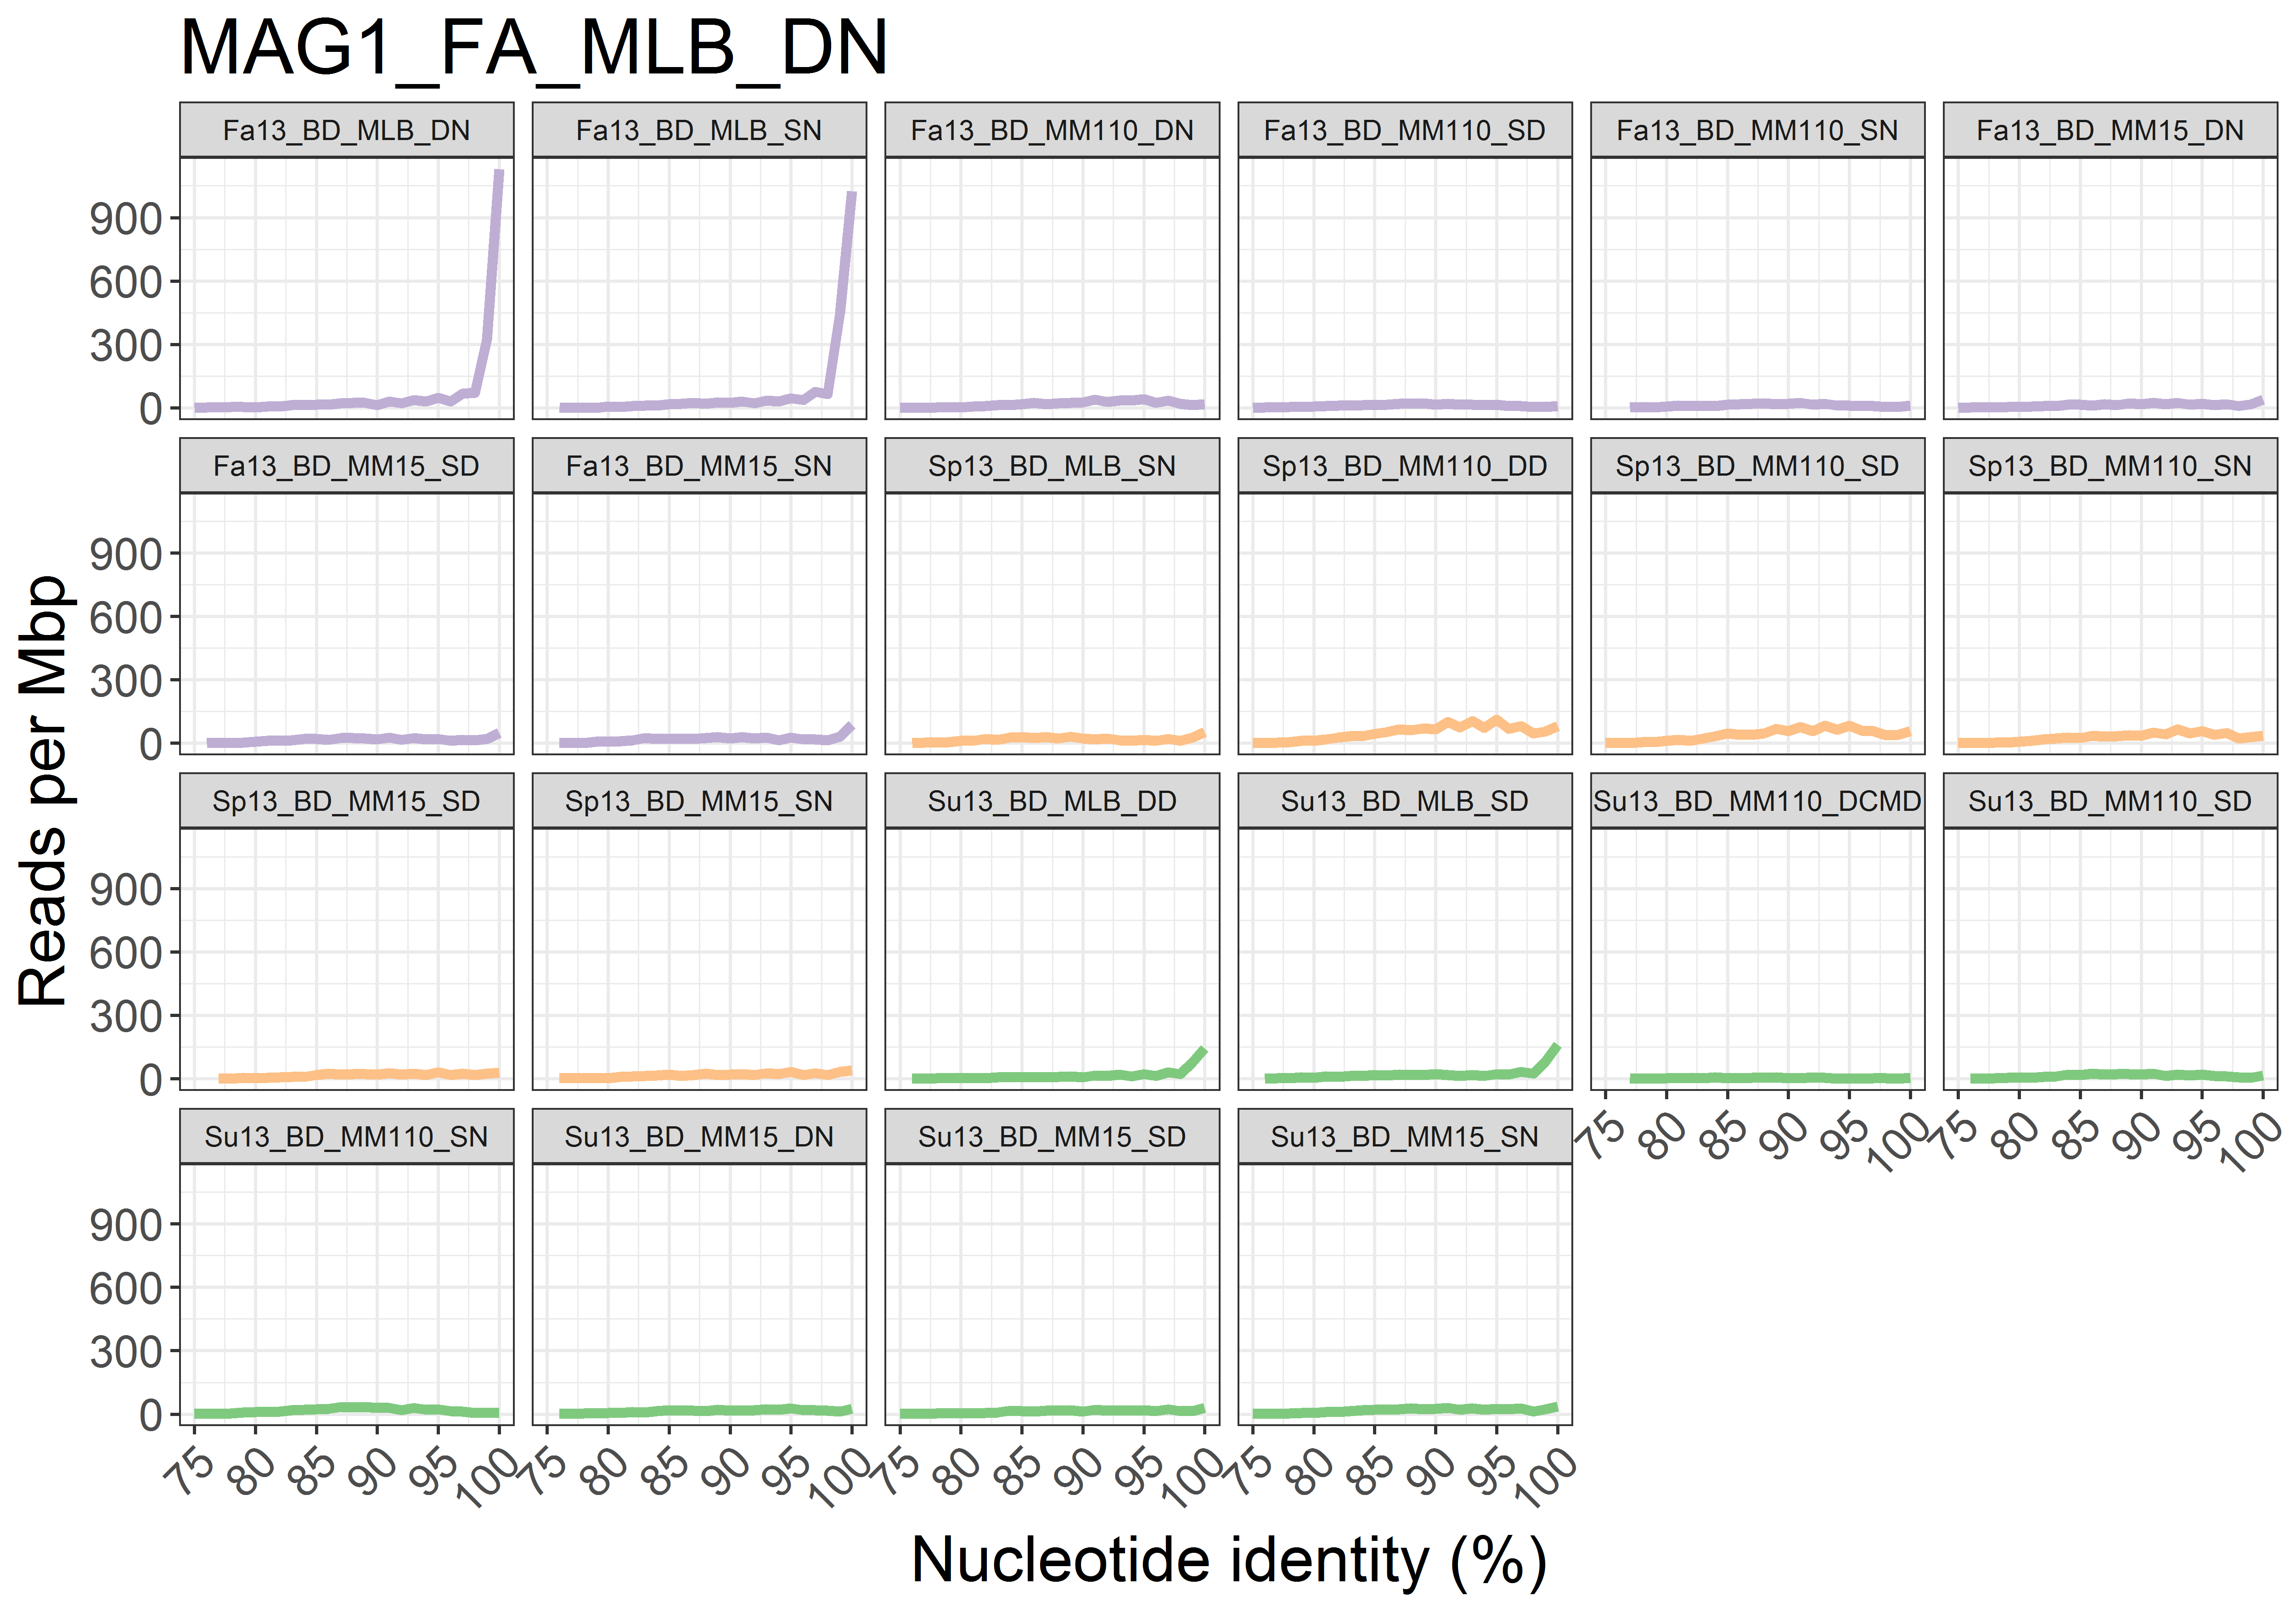 MAG1_FA_MLB_DN
Fa13_BD_MLB_DN Fa13_BD_MLB_SN Fa13_BD_MM110_DN Fa13_BD_MM110_SD Fa13_BD_MM110_SN Fa13_BD_MM15_DN
900
600
300
0
Fa13_BD_MM15_SD Fa13_BD_MM15_SN Sp13_BD_MLB_SN Sp13_BD_MM110_DD Sp13_BD_MM110_SD Sp13_BD_MM110_SN
900
600
300
0
Reads per Mbp
Sp13_BD_MM15_SD Sp13_BD_MM15_SN Su13_BD_MLB_DD Su13_BD_MLB_SD Su13_BD_MM110_DCMD Su13_BD_MM110_SD
900
600
300
0
75 80 85 90 95 100 75 80 85 90 95 100
Su13_BD_MM110_SN Su13_BD_MM15_DN Su13_BD_MM15_SD Su13_BD_MM15_SN
900
600
300
0
75 80 85 90 95 100 75 80 85 90 95 100 75 80 85 90 95 100 75 80 85 90 95 100
Nucleotide identity (%)